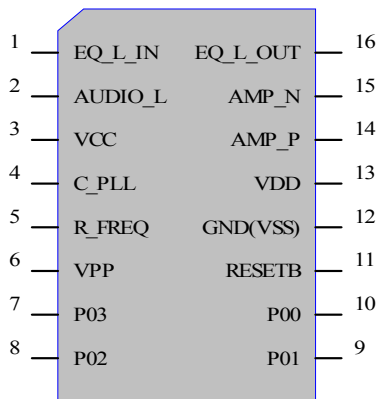 1 EQ_L_IN EQ_L_OUT 16
2 AUDIO_L AMP_N 15
3 VCC AMP_P 14
4 C_PLL VDD 13
5 R_FREQ GND(VSS) 12
6 VPP RESETB 11
7 P03 P00 10
8 P02 P01 9